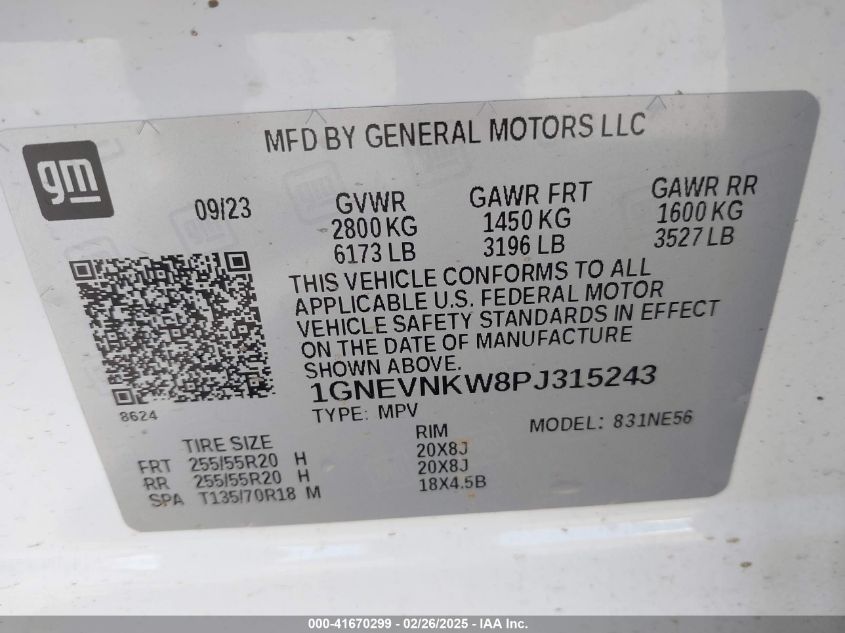 MFD BY GENERAL MOTORS LLC
gm
09/23 GVWR GAWR FRT GAWR RR
2800 KG 1450 KG 1600 KG
6173 LB 3196 LB 3527 LB
THIS VEHICLE CONFORMS TO ALL
APPLICABLE U.S. FEDERAL MOTOR
VEHICLE SAFETY STANDARDS IN EFFECT
ON THE DATE OF MANUFACTURE
SHOWN ABOVE.
1GNEVNKW8PJ315243
8624
TYPE: MPV MODEL: 831NE56
TIRE SIZE RIM
FRT 255/55R20 H 20X8J
RR 255/55R20 H 20X8J
SPA T135/70R18 M 18X4.5B
000-41670299 - 02/26/2025 - IAA Inc.